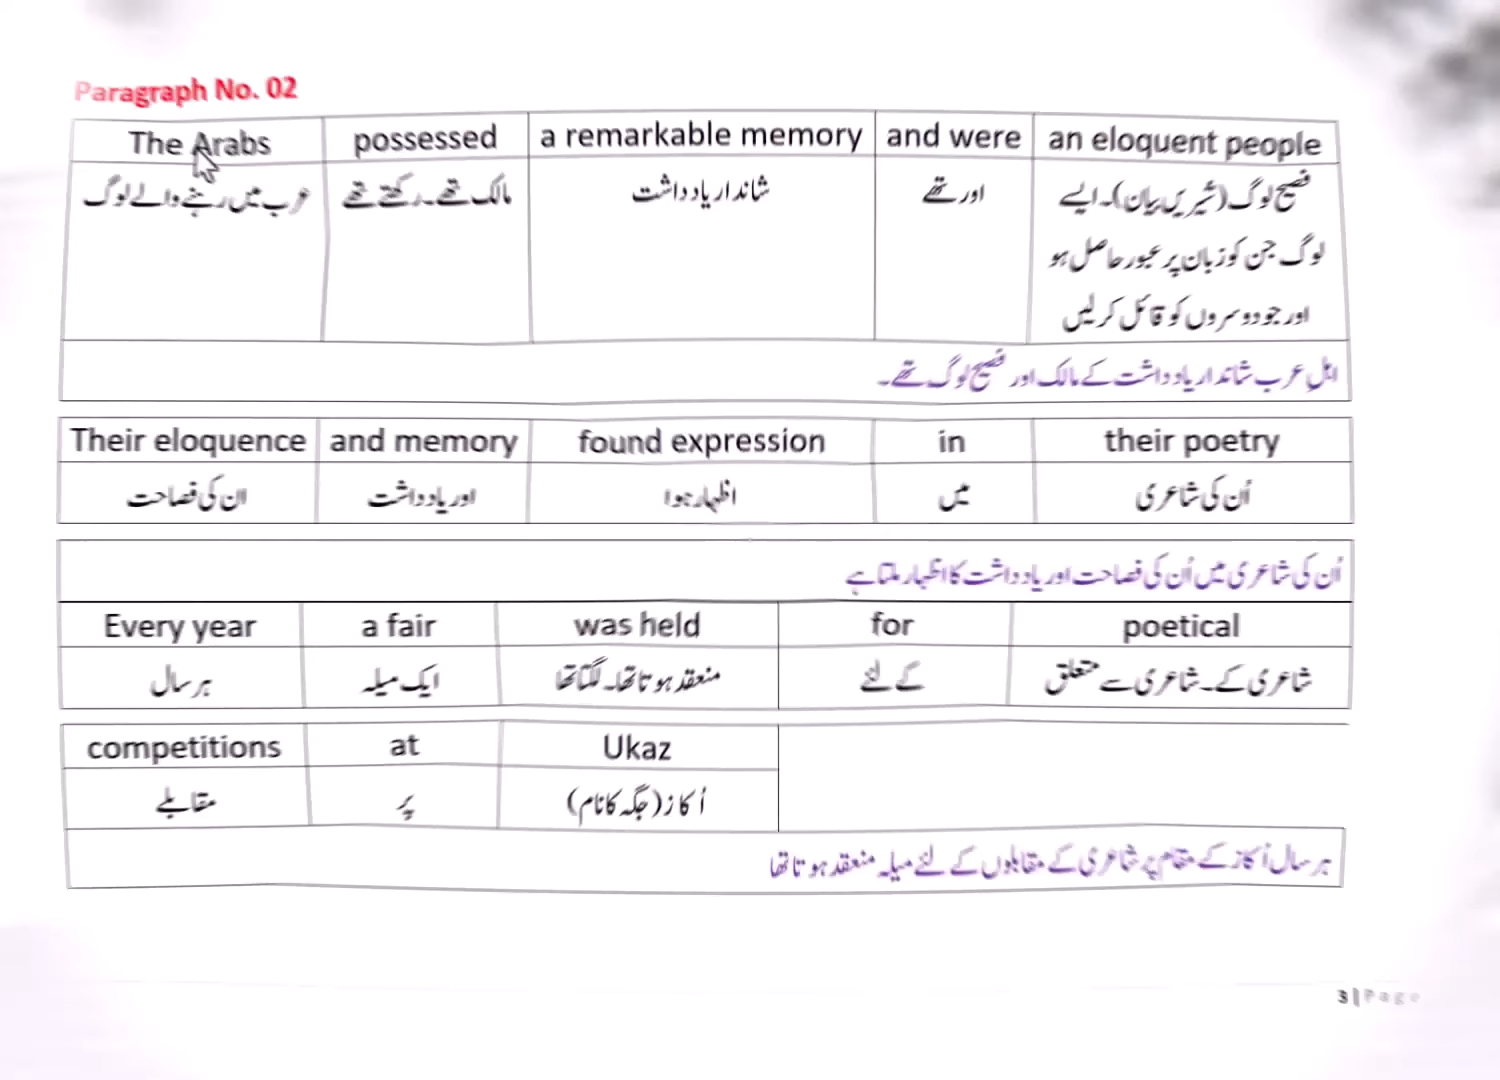 Paragraph No. 02
The Arabs possessed a remarkable memory and were an eloquent people
عرب میں رہنے والے لوگ مالک تھے۔رکھتے تھے شاندار یادداشت اور تھے فصیح لوگ (شیریں بیان)۔ ایسے
لوگ جن کو زبان پر عبور حاصل ہو
اور جو دوسروں کو قائل کر لیں
اہلِ عرب شاندار یادداشت کے مالک اور فصیح لوگ تھے۔
Their eloquence and memory found expression in their poetry
ان کی فصاحت اور یادداشت اظہار ہوا میں اُن کی شاعری
اُن کی شاعری میں اُن کی فصاحت اور یادداشت کا اظہار ملتا ہے
Every year a fair was held for poetical
ہر سال ایک میلہ منعقد ہوتا تھا۔ لگتا تھا کے لئے شاعری کے۔ شاعری سے متعلق
competitions at Ukaz
مقابلے پر اُکاز (جگہ کا نام)
ہر سال اُکاز کے مقام پر شاعری کے مقابلوں کے لئے میلہ منعقد ہوتا تھا
3 | Page